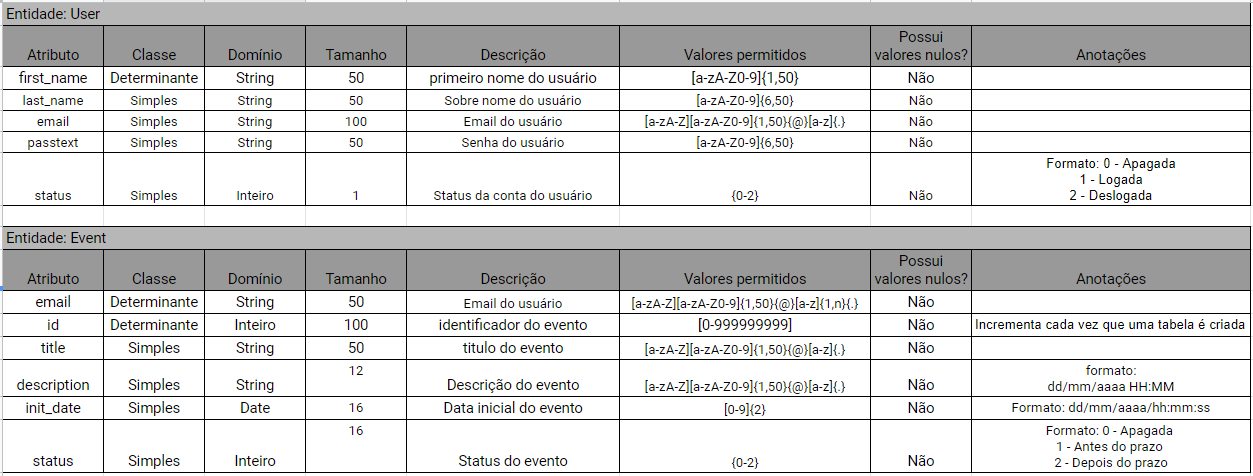 Entidade: User
Atributo Classe Domínio Tamanho Descrição Valores permitidos Possui valores nulos? Anotações
first_name Determinante String 50 primeiro nome do usuário [a-zA-Z0-9]{1,50} Não
last_name Simples String 50 Sobre nome do usuário [a-zA-Z0-9]{6,50} Não
email Simples String 100 Email do usuário [a-zA-Z][a-zA-Z0-9]{1,50}{@}[a-z]{.} Não
passtext Simples String 50 Senha do usuário [a-zA-Z0-9]{6,50} Não
status Simples Inteiro 1 Status da conta do usuário {0-2} Não Formato: 0 - Apagada
1 - Logada
2 - Deslogada
Entidade: Event
Atributo Classe Domínio Tamanho Descrição Valores permitidos Possui valores nulos? Anotações
email Determinante String 50 Email do usuário [a-zA-Z][a-zA-Z0-9]{1,50}{@}[a-z]{1,n}{.} Não
id Determinante Inteiro 100 identificador do evento [0-999999999] Não Incrementa cada vez que uma tabela é criada
title Simples String 50 titulo do evento [a-zA-Z][a-zA-Z0-9]{1,50}{@}[a-z]{.} Não
description Simples String 12 Descrição do evento [a-zA-Z][a-zA-Z0-9]{1,50}{@}[a-z]{.} Não formato:
dd/mm/aaaa HH:MM
init_date Simples Date 16 Data inicial do evento [0-9]{2} Não Formato: dd/mm/aaaa/hh:mm:ss
status Simples Inteiro 16 Status do evento {0-2} Não Formato: 0 - Apagada
1 - Antes do prazo
2 - Depois do prazo